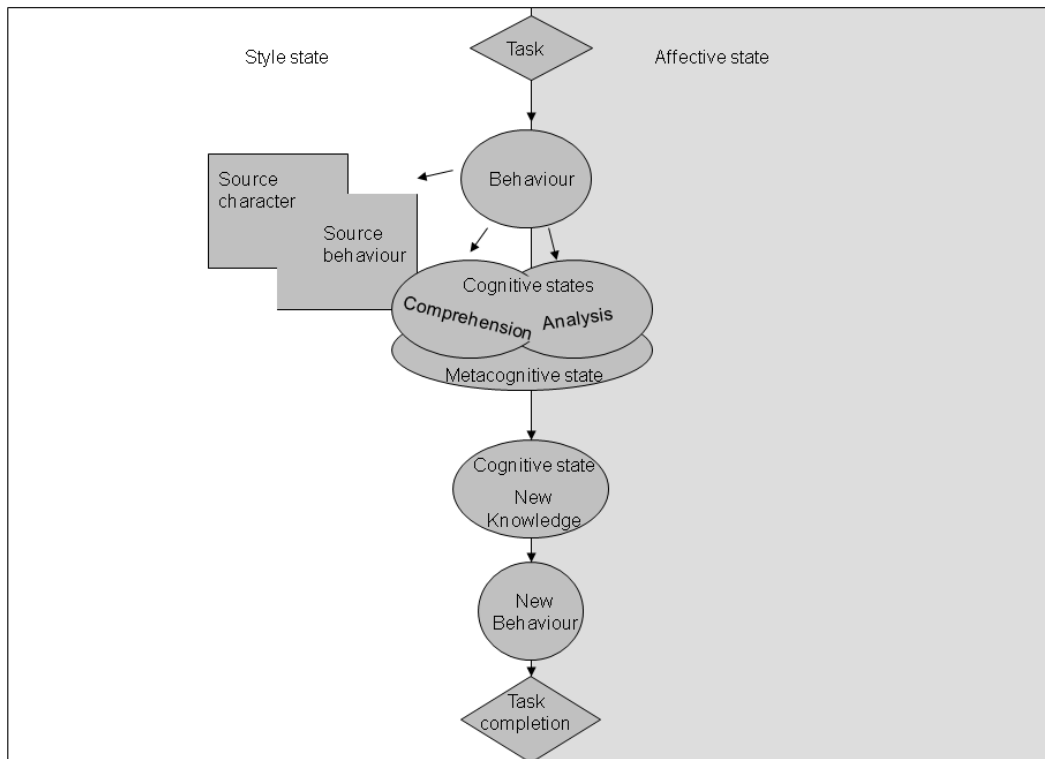 Task
Style state
Affective state
Behaviour
Source
character
Source
behaviour
Cognitive states
Comprehension
Analysis
Metacognitive state
Cognitive state
New
Knowledge
New
Behaviour
Task
completion